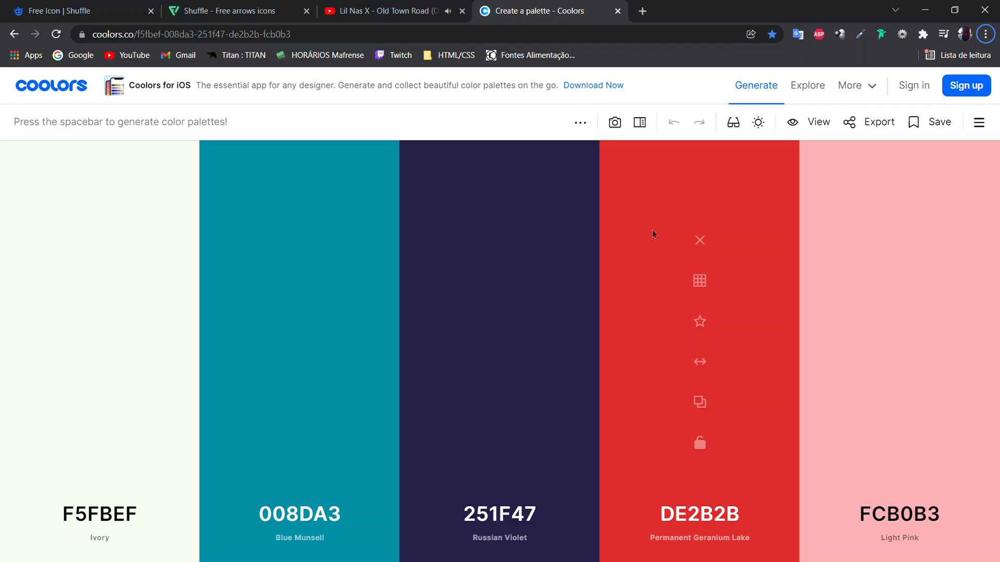 Free Icon | Shuffle
Shuffle - Free arrows icons
Lil Nas X - Old Town Road (O
Create a palette - Coolors
coolors.co/f5fbef-008da3-251f47-de2b2b-fcb0b3
ABP
Apps
Google
YouTube
Gmail
Titan : TITAN
HORÁRIOS Mafrense
Twitch
HTML/CSS
Fontes Alimentação...
Lista de leitura
coolors
Coolors for iOS The essential app for any designer. Generate and collect beautiful color palettes on the go. Download Now
Generate
Explore
More
Sign in
Sign up
Press the spacebar to generate color palettes!
View
Export
Save
F5FBEF
Ivory
008DA3
Blue Munsell
251F47
Russian Violet
DE2B2B
Permanent Geranium Lake
FCB0B3
Light Pink